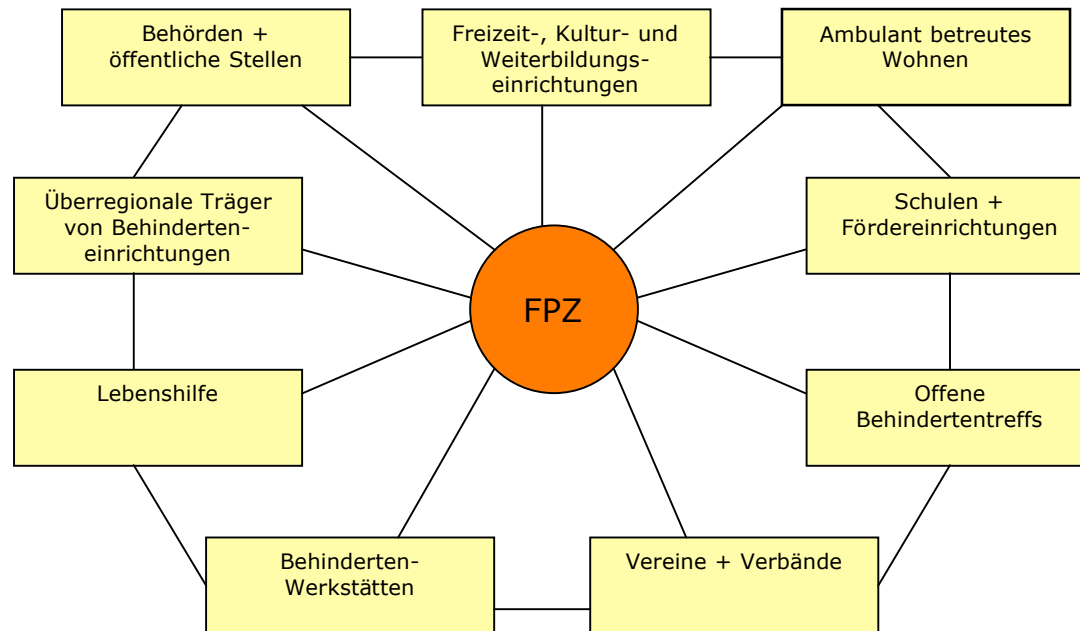 Behörden +
öffentliche Stellen
Freizeit-, Kultur- und
Weiterbildungs-
einrichtungen
Ambulant betreutes
Wohnen
Überregionale Träger
von Behinderten-
einrichtungen
Schulen +
Fördereinrichtungen
FPZ
Lebenshilfe
Offene
Behindertentreffs
Behinderten-
Werkstätten
Vereine + Verbände